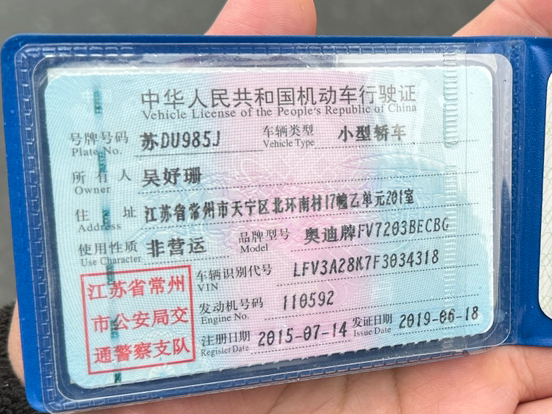 中华人民共和国机动车行驶证
Vehicle License of the People's Republic of China
号牌号码 苏DU985J 车辆类型 小型轿车
Plate No. Vehicle Type
所有人 吴妤珊
Owner
住址 江苏省常州市天宁区北环南村17幢乙单元201室
Address
使用性质 非营运 品牌型号 奥迪牌FV7203BECBG
Use Character Model
江苏省常州市公安局交通警察支队
车辆识别代号 LFV3A28K7F3034318
VIN
发动机号码 110592
Engine No.
注册日期 2015-07-14 发证日期 2019-06-18
Register Date Issue Date